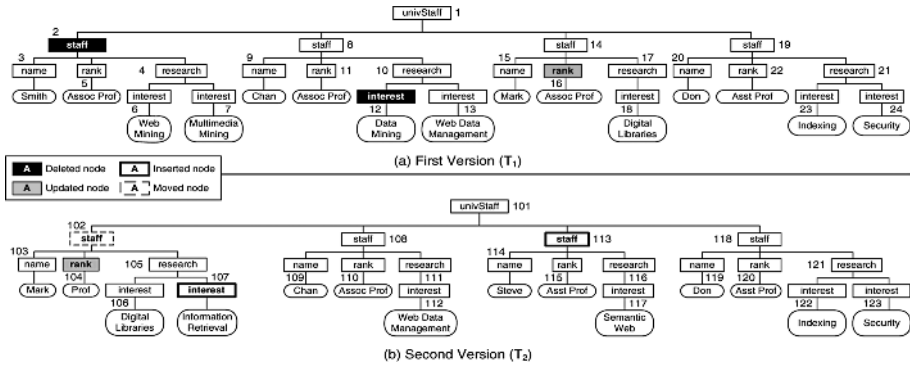 univStaff 1
2 staff staff 8 staff 14 staff 19
3 name rank 4 research 9 name rank 11 10 research 15 name rank 17 research 20 name rank 22 research 21
Smith 5 Assoc Prof interest interest Chan Assoc Prof interest interest Mark 16 Assoc Prof interest Don Asst Prof interest interest
6 Web Mining 7 Multimedia Mining 12 Data Mining 13 Web Data Management 18 Digital Libraries 23 Indexing 24 Security
(a) First Version (T₁)
A Deleted node A Inserted node
A Updated node A Moved node
univStaff 101
102 staff staff 108 staff 113 118 staff
103 name rank 105 research 107 name rank research 114 name rank research name rank 121 research
Mark 104 Prof interest interest 109 Chan 110 Assoc Prof 111 interest Steve 115 Asst Prof 116 interest Don 119 120 Asst Prof interest interest
106 Digital Libraries Information Retrieval 112 Web Data Management 117 Semantic Web 122 Indexing 123 Security
(b) Second Version (T₂)